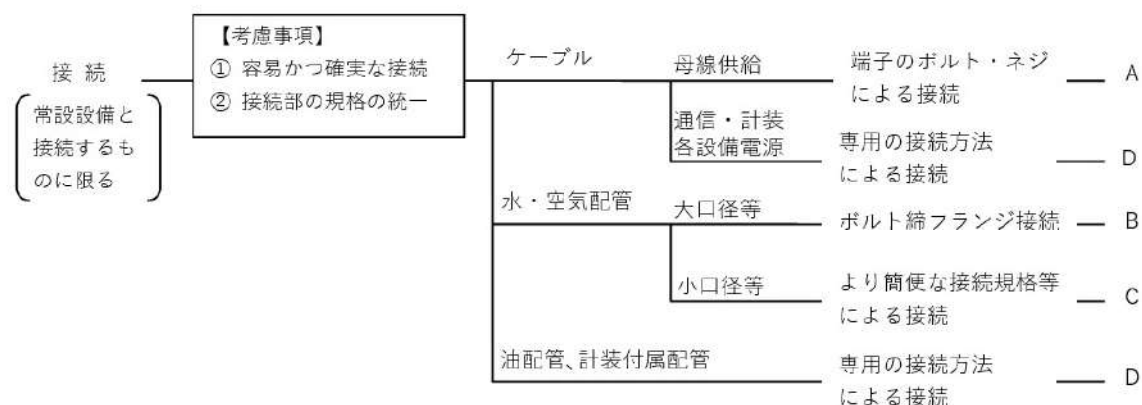 接 続
常設設備と
接続するも
のに限る
【考慮事項】
① 容易かつ確実な接続
② 接続部の規格の統一
ケーブル
母線供給
端子のボルト・ネジ
による接続
A
通信・計装
各設備電源
専用の接続方法
による接続
D
水・空気配管
大口径等
ボルト締フランジ接続
B
小口径等
より簡便な接続規格等
による接続
C
油配管、計装付属配管
専用の接続方法
による接続
D